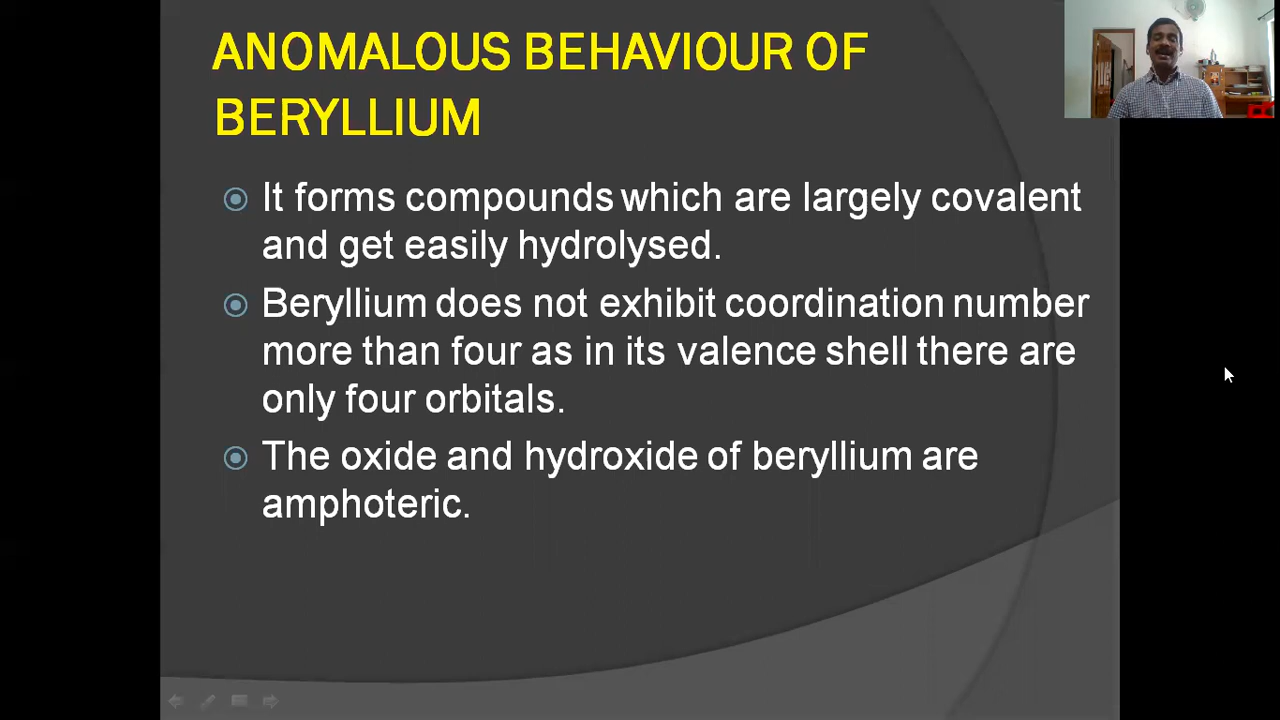 ANOMALOUS BEHAVIOUR OF
BERYLLIUM
It forms compounds which are largely covalent
and get easily hydrolysed.
Beryllium does not exhibit coordination number
more than four as in its valence shell there are
only four orbitals.
The oxide and hydroxide of beryllium are
amphoteric.